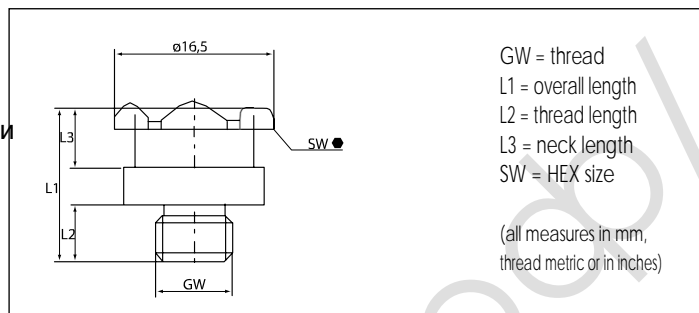 ø16,5
GW = thread
L1 = overall length
L2 = thread length
L3 = neck length
SW = HEX size
(all measures in mm,
thread metric or in inches)
И
L3
SW
L1
L2
GW